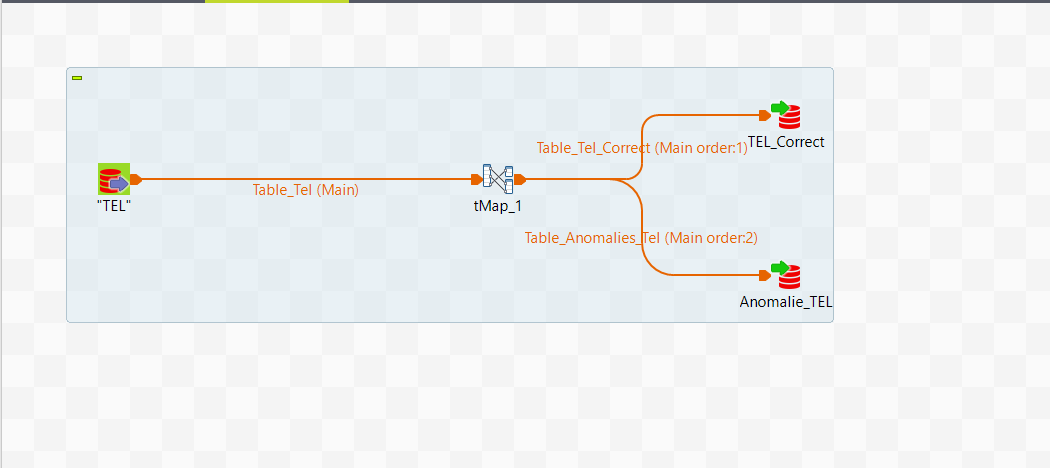 Table_Tel_Correct (Main order:1)
TEL_Correct
Table_Tel (Main)
"TEL"
tMap_1
Table_Anomalies_Tel (Main order:2)
Anomalie_TEL